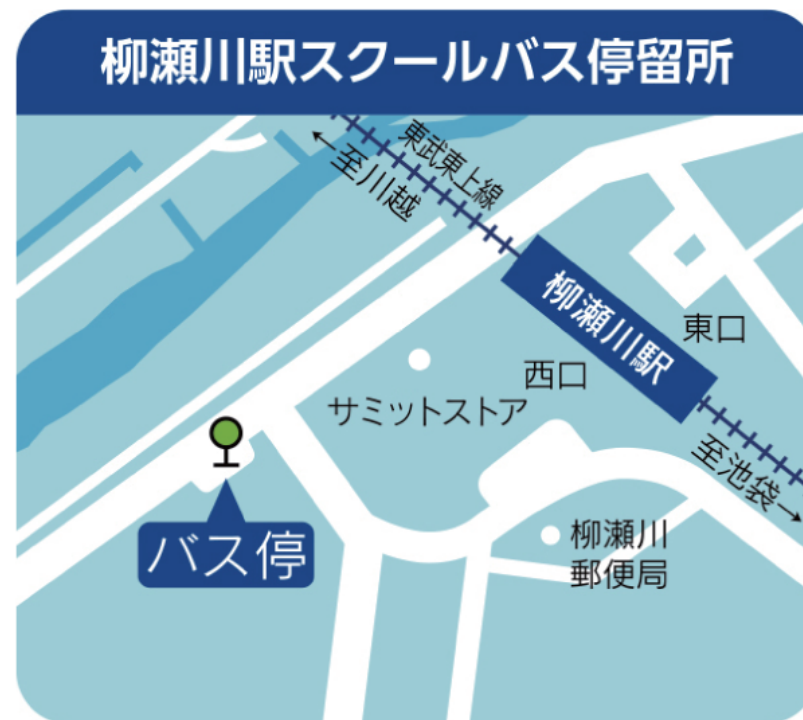 柳瀬川駅スクールバス停留所
東武東上線
←至川越
柳瀬川駅
東口
西口
サミットストア
至池袋→
バス停
柳瀬川
郵便局